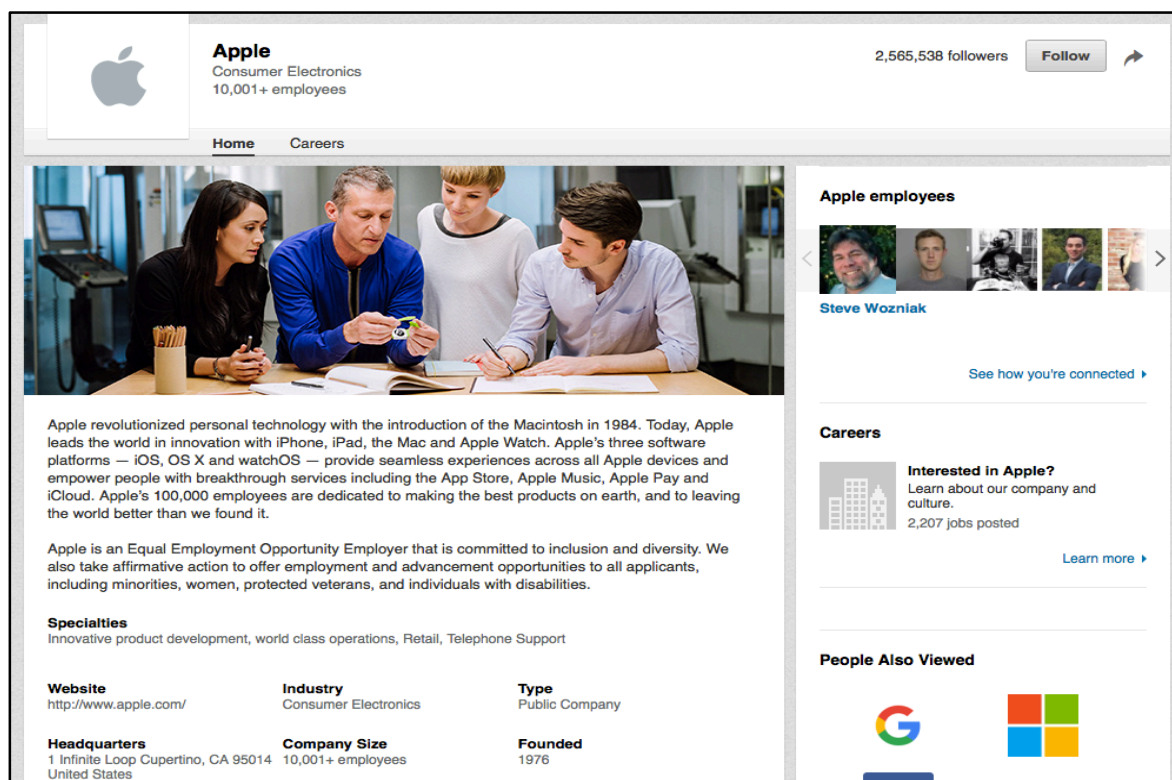 Apple
Consumer Electronics
10,001+ employees
2,565,538 followers
Follow
Home
Careers
Apple revolutionized personal technology with the introduction of the Macintosh in 1984. Today, Apple
leads the world in innovation with iPhone, iPad, the Mac and Apple Watch. Apple's three software
platforms — iOS, OS X and watchOS — provide seamless experiences across all Apple devices and
empower people with breakthrough services including the App Store, Apple Music, Apple Pay and
iCloud. Apple's 100,000 employees are dedicated to making the best products on earth, and to leaving
the world better than we found it.
Apple is an Equal Employment Opportunity Employer that is committed to inclusion and diversity. We
also take affirmative action to offer employment and advancement opportunities to all applicants,
including minorities, women, protected veterans, and individuals with disabilities.
Specialties
Innovative product development, world class operations, Retail, Telephone Support
Website
http://www.apple.com/
Industry
Consumer Electronics
Type
Public Company
Headquarters
1 Infinite Loop Cupertino, CA 95014
United States
Company Size
10,001+ employees
Founded
1976
Apple employees
Steve Wozniak
See how you're connected
Careers
Interested in Apple?
Learn about our company and
culture.
2,207 jobs posted
Learn more
People Also Viewed